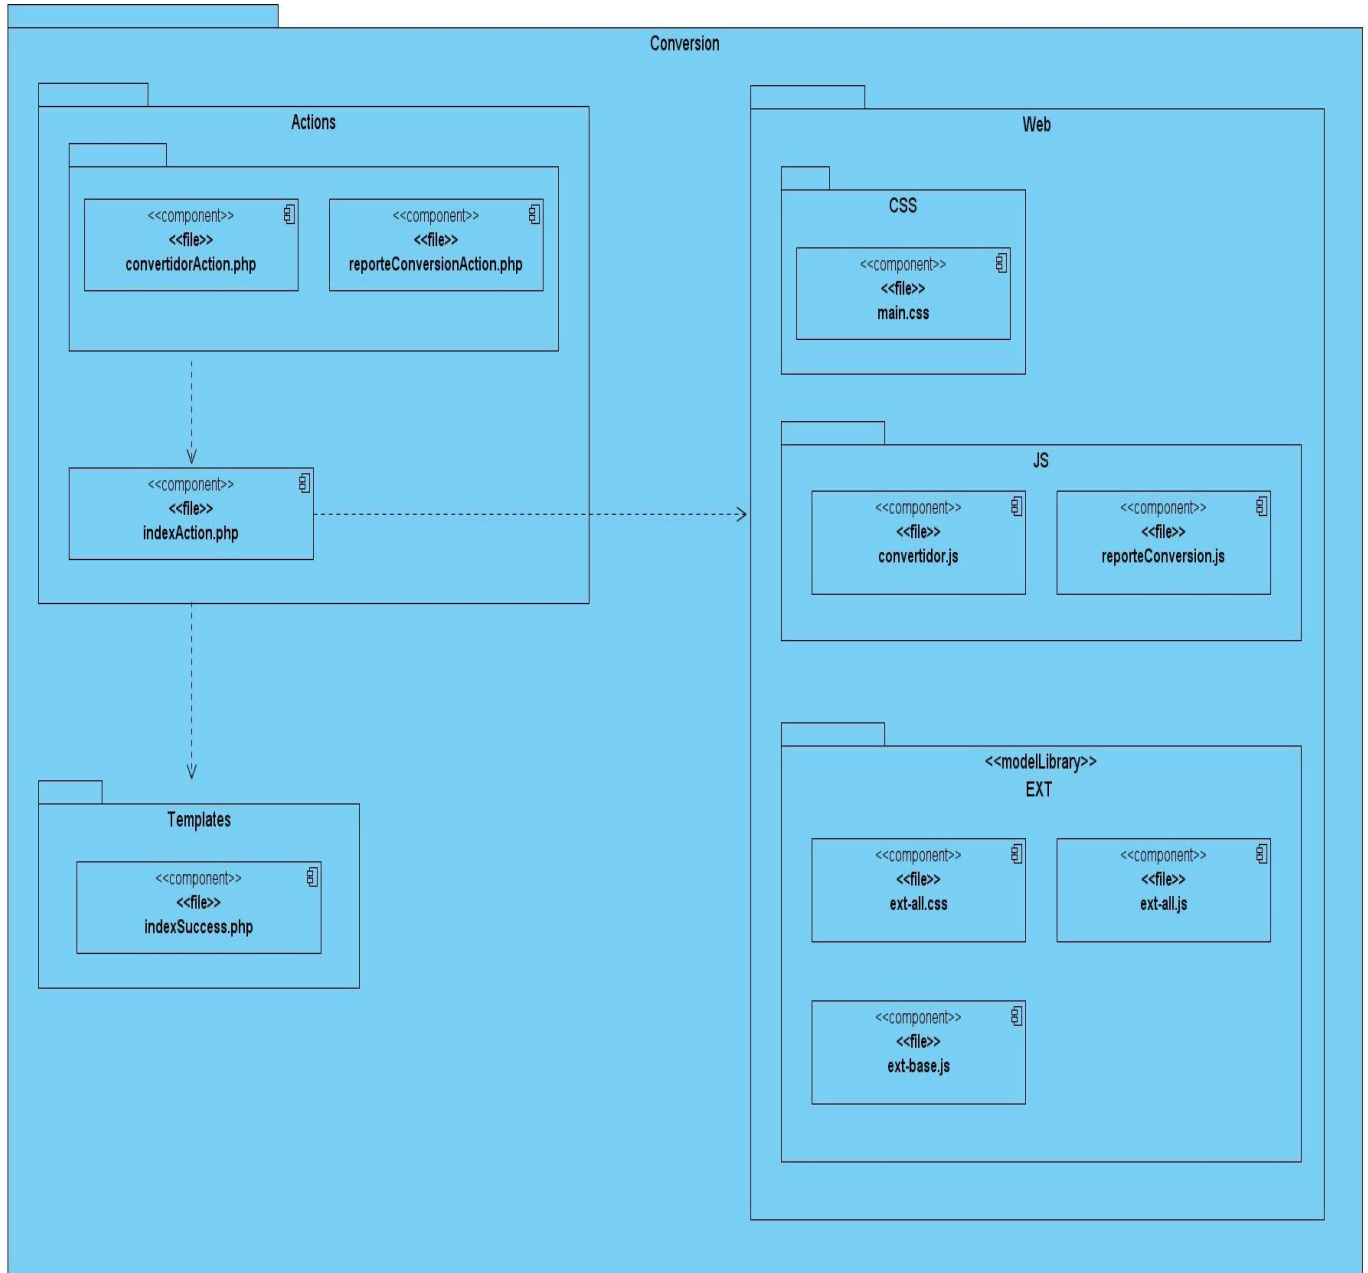 Conversion
Actions
<<component>>
<<file>>
convertidorAction.php
<<component>>
<<file>>
reporteConversionAction.php
<<component>>
<<file>>
indexAction.php
Templates
<<component>>
<<file>>
indexSuccess.php
Web
CSS
<<component>>
<<file>>
main.css
JS
<<component>>
<<file>>
convertidor.js
<<component>>
<<file>>
reporteConversion.js
<<modelLibrary>>
EXT
<<component>>
<<file>>
ext-all.css
<<component>>
<<file>>
ext-all.js
<<component>>
<<file>>
ext-base.js